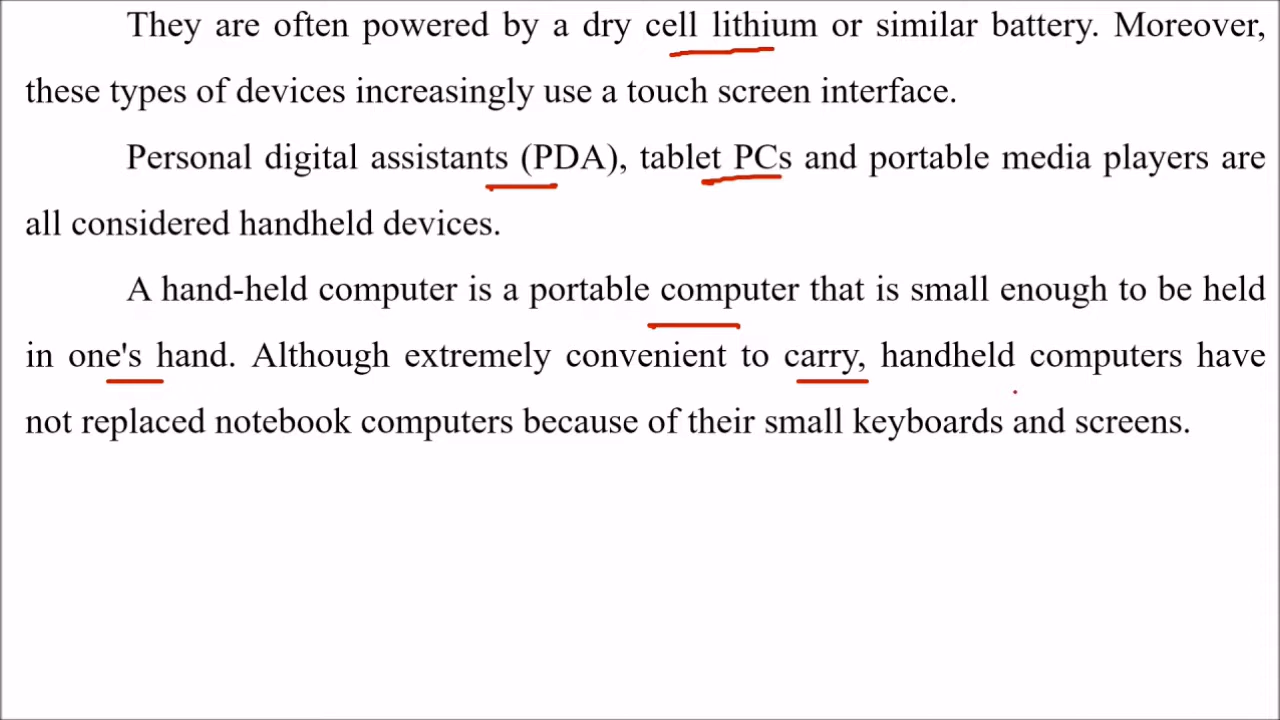 They are often powered by a dry cell lithium or similar battery. Moreover,
these types of devices increasingly use a touch screen interface.
Personal digital assistants (PDA), tablet PCs and portable media players are
all considered handheld devices.
A hand-held computer is a portable computer that is small enough to be held
in one's hand. Although extremely convenient to carry, handheld computers have
not replaced notebook computers because of their small keyboards and screens.